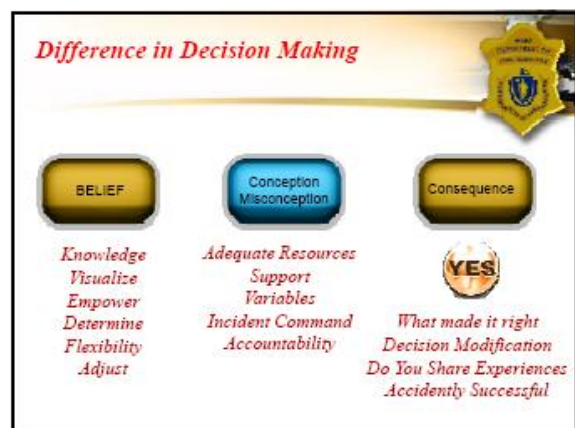 Difference in Decision Making
BELIEF
Knowledge
Visualize
Empower
Determine
Flexibility
Adjust
Conception
Misconception
Adequate Resources
Support
Variables
Incident Command
Accountability
Consequence
YES
What made it right
Decision Modification
Do You Share Experiences
Accidently Successful